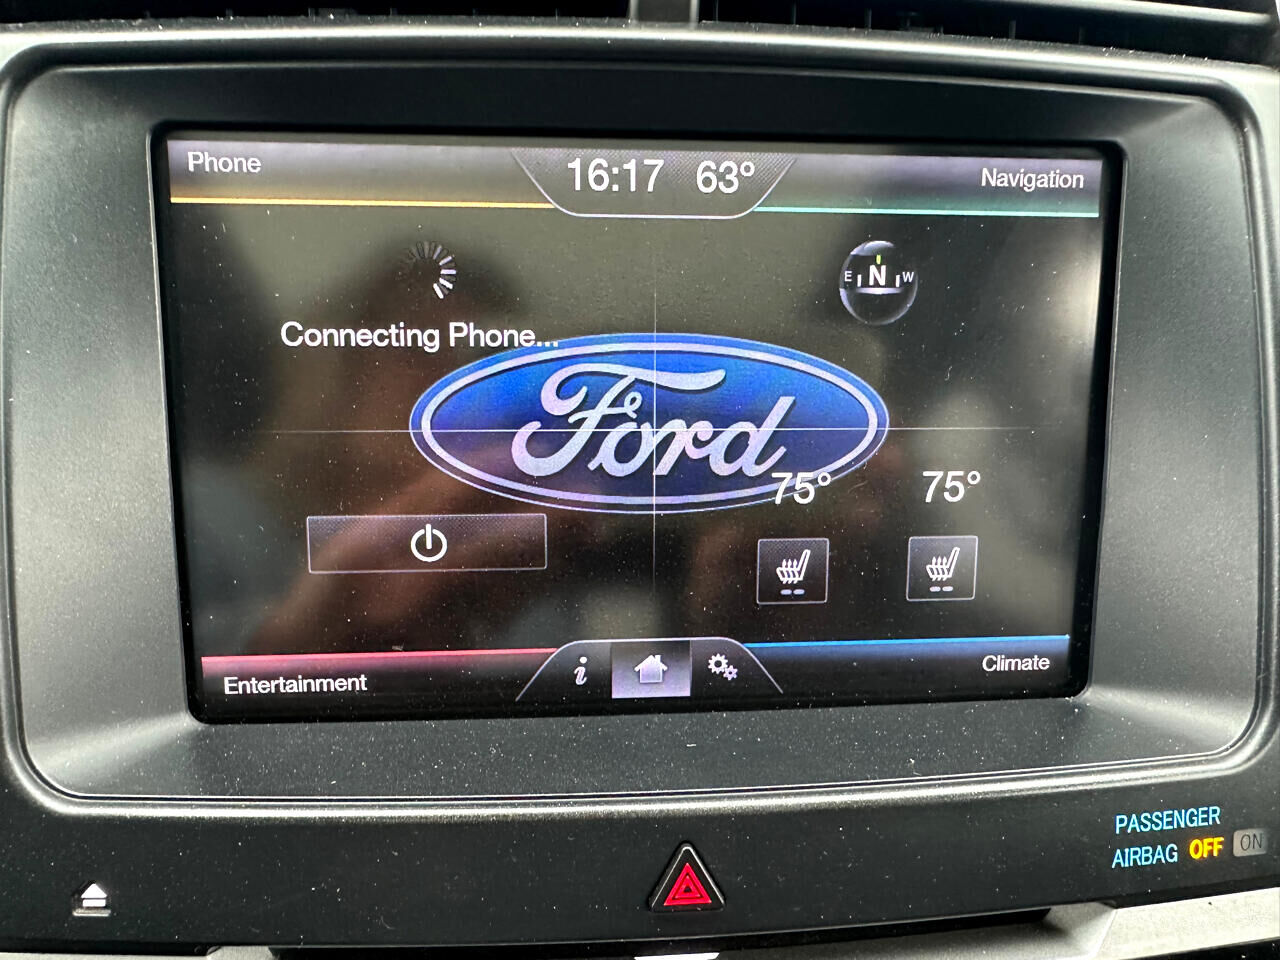 Phone
16:17 63°
Navigation
E N W
Connecting Phone...
Ford
75° 75°
Entertainment
i
Climate
PASSENGER
AIRBAG OFF ON